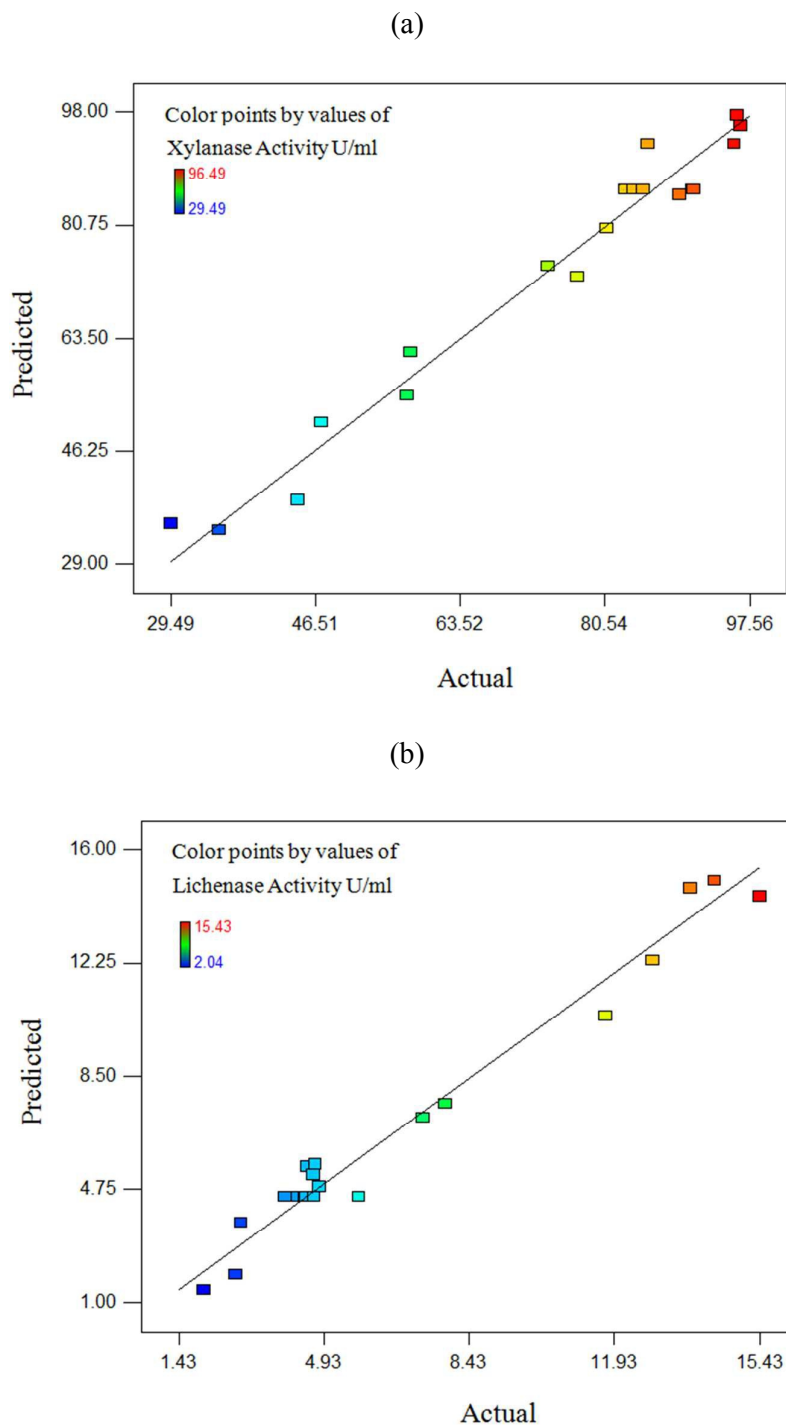 (a)
Color points by values of
Xylanase Activity U/ml
96.49
29.49
98.00
80.75
63.50
46.25
29.00
Predicted
29.49 46.51 63.52 80.54 97.56
Actual
(b)
Color points by values of
Lichenase Activity U/ml
15.43
2.04
16.00
12.25
8.50
4.75
1.00
Predicted
1.43 4.93 8.43 11.93 15.43
Actual